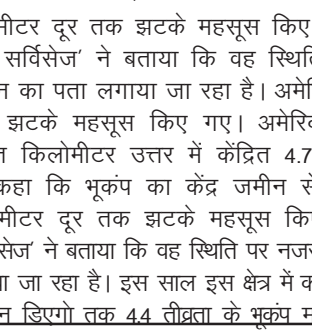 मीटर दूर तक झटके महसूस किए
सर्विसेज’ ने बताया कि वह स्थिति
न का पता लगाया जा रहा है। अमेरि
झटके महसूस किए गए। अमेरिक
किलोमीटर उत्तर में केंद्रित 4.7
कहा कि भूकंप का केंद्र जमीन से
मीटर दूर तक झटके महसूस कि
सेज’ ने बताया कि वह स्थिति पर नजर
ा जा रहा है। इस साल इस क्षेत्र में क
न डिएगो तक 4.4 तीव्रता के भूकंप म